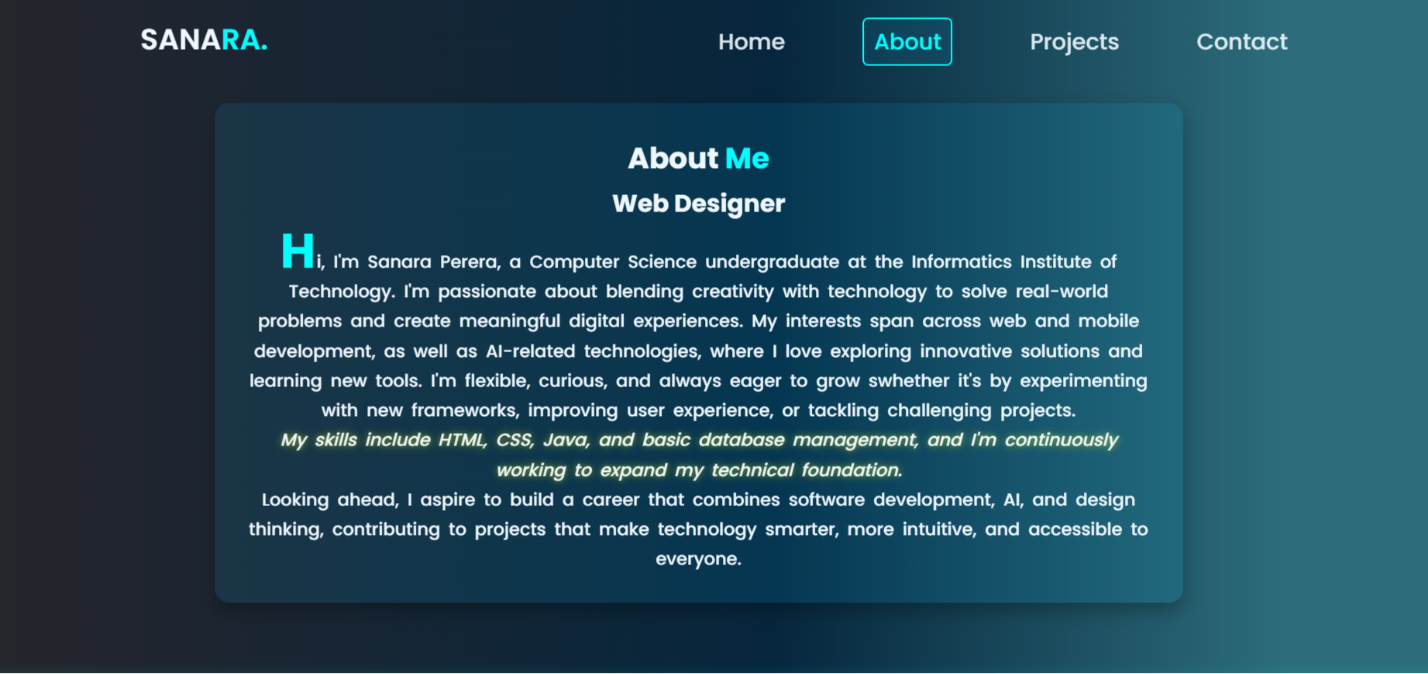 SANARA.
Home
About
Projects
Contact
About Me
Web Designer
Hi, I'm Sanara Perera, a Computer Science undergraduate at the Informatics Institute of
Technology. I'm passionate about blending creativity with technology to solve real-world
problems and create meaningful digital experiences. My interests span across web and mobile
development, as well as AI-related technologies, where I love exploring innovative solutions and
learning new tools. I'm flexible, curious, and always eager to grow swhether it's by experimenting
with new frameworks, improving user experience, or tackling challenging projects.
My skills include HTML, CSS, Java, and basic database management, and I'm continuously
working to expand my technical foundation.
Looking ahead, I aspire to build a career that combines software development, AI, and design
thinking, contributing to projects that make technology smarter, more intuitive, and accessible to
everyone.